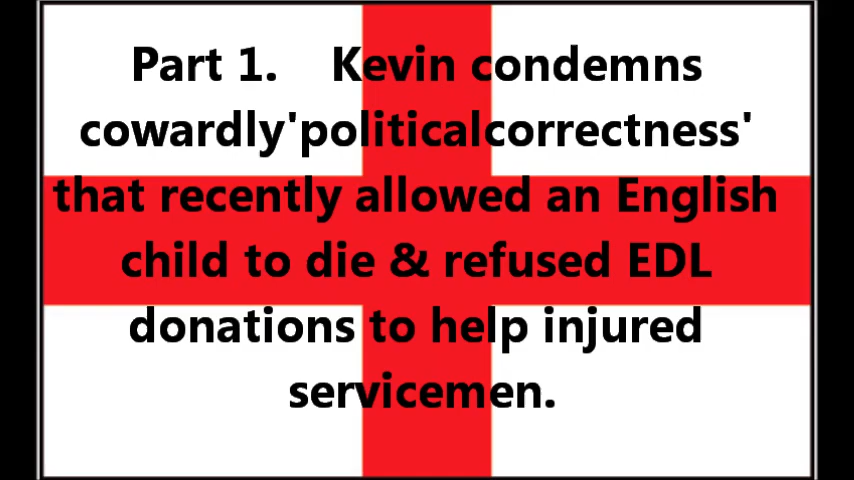 Part 1. Kevin condemns
cowardly'politicalcorrectness'
that recently allowed an English
child to die & refused EDL
donations to help injured
servicemen.